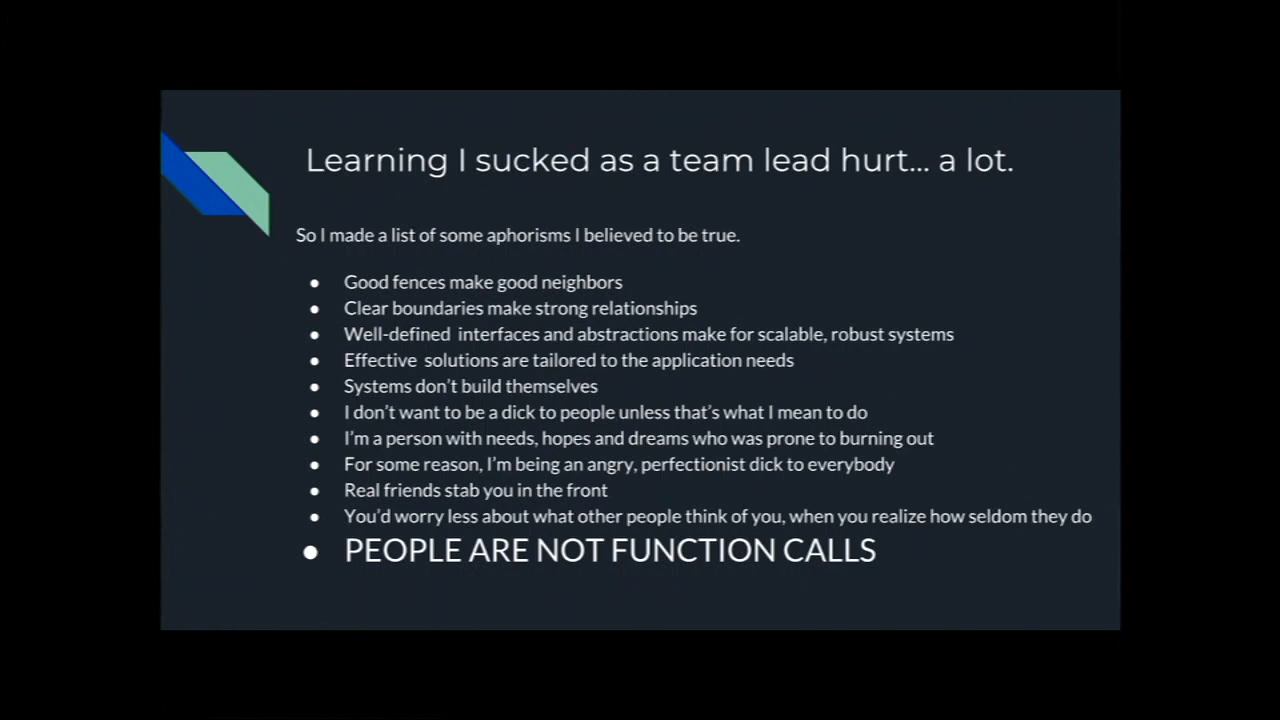 Learning I sucked as a team lead hurt... a lot.
So I made a list of some aphorisms I believed to be true.
● Good fences make good neighbors
● Clear boundaries make strong relationships
● Well-defined interfaces and abstractions make for scalable, robust systems
● Effective solutions are tailored to the application needs
● Systems don't build themselves
● I don't want to be a dick to people unless that's what I mean to do
● I'm a person with needs, hopes and dreams who was prone to burning out
● For some reason, I'm being an angry, perfectionist dick to everybody
● Real friends stab you in the front
● You'd worry less about what other people think of you, when you realize how seldom they do
● PEOPLE ARE NOT FUNCTION CALLS